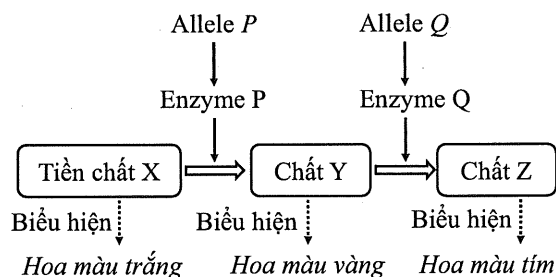 Allele P Allele Q
Enzyme P Enzyme Q
Tiền chất X Chất Y Chất Z
Biểu hiện Biểu hiện Biểu hiện
Hoa màu trắng Hoa màu vàng Hoa màu tím